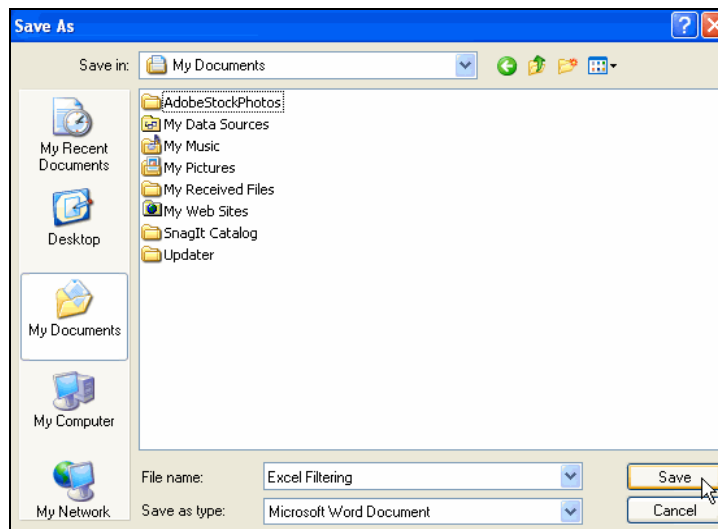 Save As
Save in:
My Documents
My Recent
Documents
Desktop
My Documents
My Computer
My Network
AdobeStockPhotos
My Data Sources
My Music
My Pictures
My Received Files
My Web Sites
SnagIt Catalog
Updater
File name:
Excel Filtering
Save
Save as type:
Microsoft Word Document
Cancel